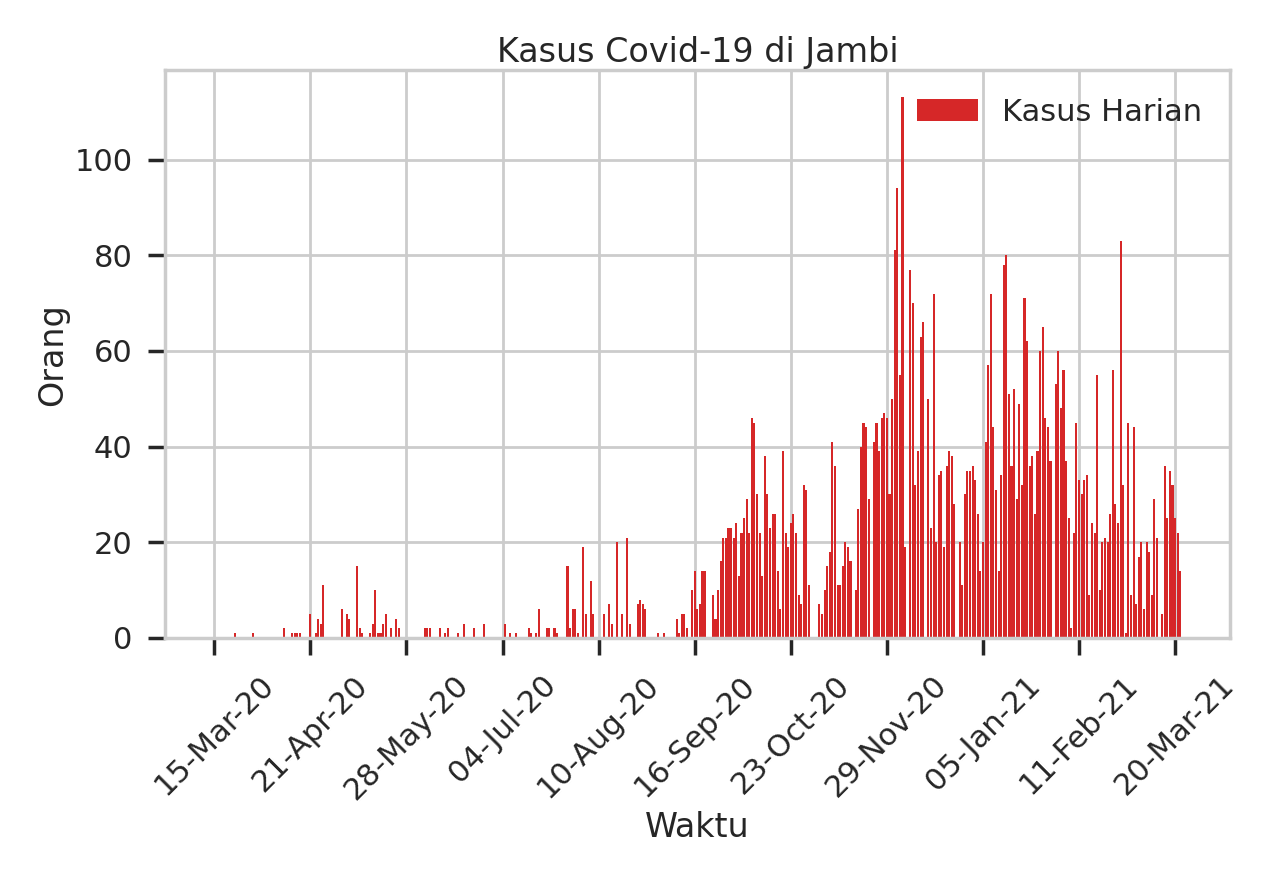 Kasus Covid-19 di Jambi
Kasus Harian
Orang
100
80
60
40
20
0
15-Mar-20
21-Apr-20
28-May-20
04-Jul-20
10-Aug-20
16-Sep-20
23-Oct-20
29-Nov-20
05-Jan-21
11-Feb-21
20-Mar-21
Waktu